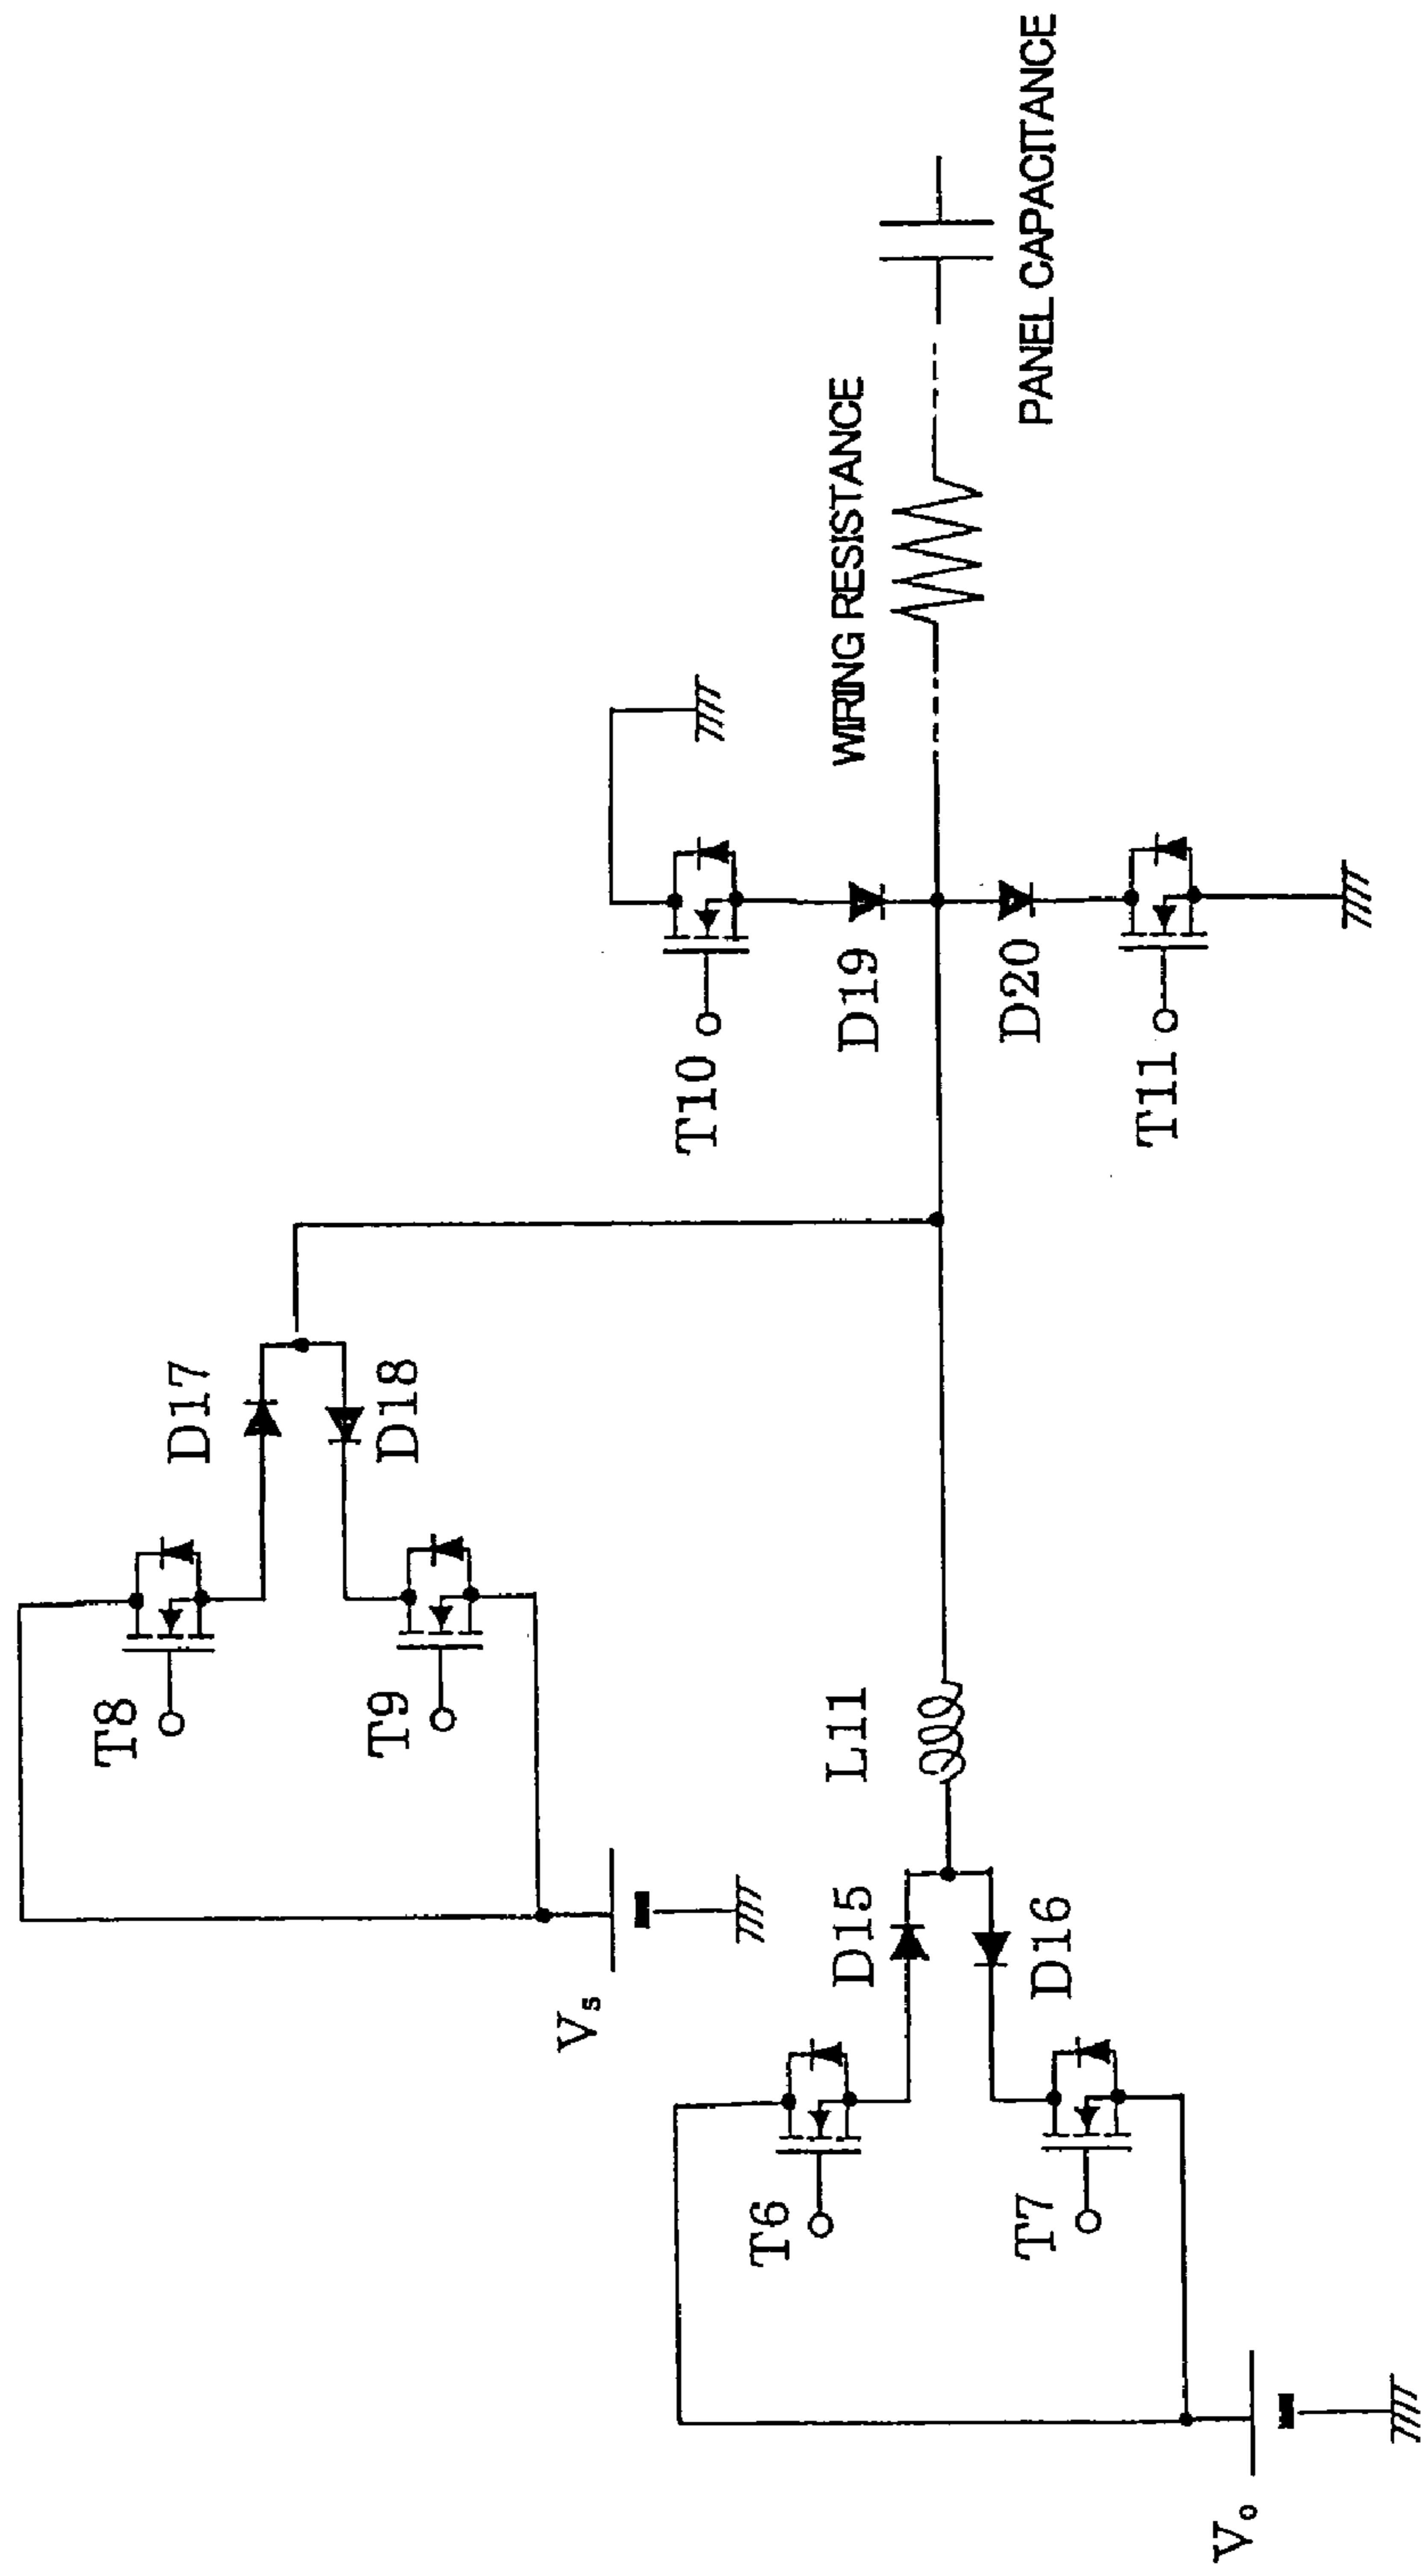 T8
D17
T9
D18
Vₛ
T10
WIRING RESISTANCE
D19
PANEL CAPACITANCE
D20
T11
T6
D15
L11
T7
D16
Vₒ